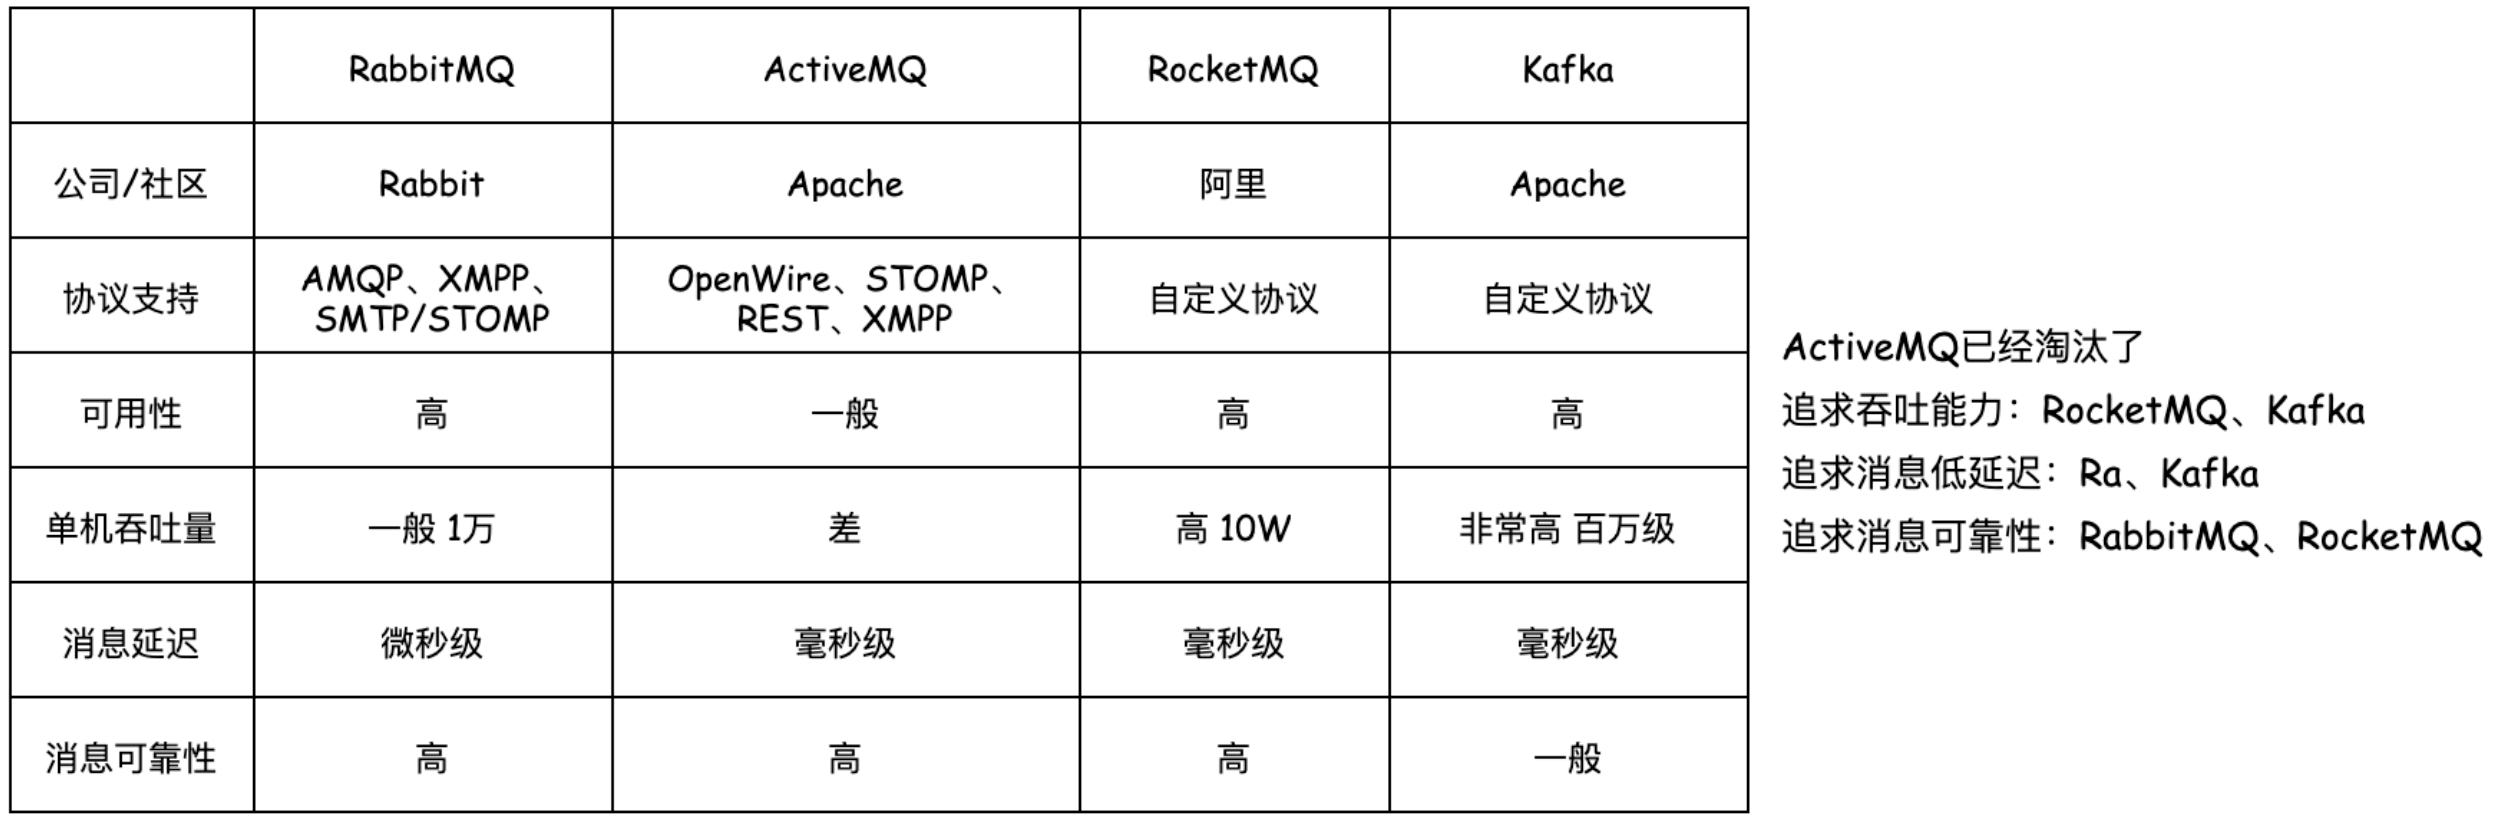 RabbitMQ ActiveMQ RocketMQ Kafka
公司/社区 Rabbit Apache 阿里 Apache
协议支持 AMQP、XMPP、SMTP/STOMP OpenWire、STOMP、REST、XMPP 自定义协议 自定义协议
可用性 高 一般 高 高
单机吞吐量 一般 1万 差 高 10W 非常高 百万级
消息延迟 微秒级 毫秒级 毫秒级 毫秒级
消息可靠性 高 高 高 一般
ActiveMQ已经淘汰了
追求吞吐能力：RocketMQ、Kafka
追求消息低延迟：Ra、Kafka
追求消息可靠性：RabbitMQ、RocketMQ